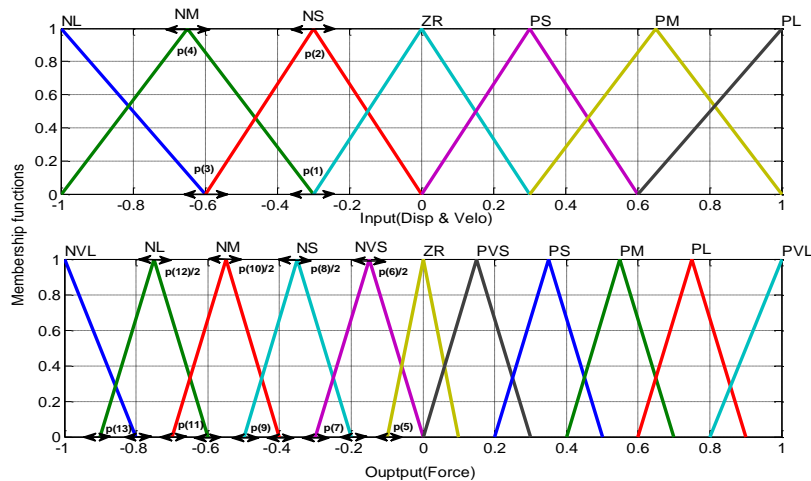 NL NM NS ZR PS PM PL
1
0.8
0.6
0.4
0.2
0
p(4) p(2)
p(3) p(1)
-1 -0.8 -0.6 -0.4 -0.2 0 0.2 0.4 0.6 0.8 1
Input(Disp & Velo)
Membership functions
NVL NL NM NS NVS ZR PVS PS PM PL PVL
1
0.8
0.6
0.4
0.2
0
p(12)/2 p(10)/2 p(8)/2 p(6)/2
p(13) p(11) p(9) p(7) p(5)
-1 -0.8 -0.6 -0.4 -0.2 0 0.2 0.4 0.6 0.8 1
Ouptput(Force)